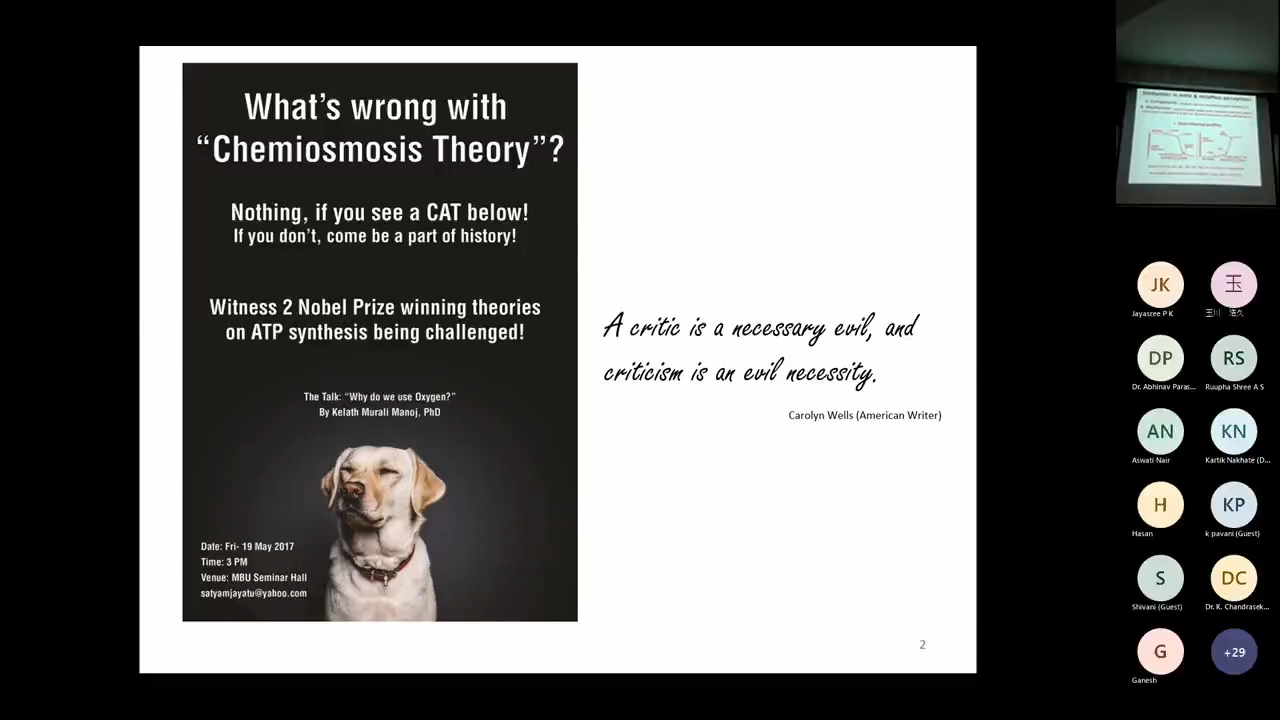 What's wrong with
“Chemiosmosis Theory”?
Nothing, if you see a CAT below!
If you don't, come be a part of history!
Witness 2 Nobel Prize winning theories
on ATP synthesis being challenged!
The Talk: “Why do we use Oxygen?”
By Kelath Murali Manoj, PhD
Date: Fri- 19 May 2017
Time: 3 PM
Venue: MBU Seminar Hall
satyamjayatu@yahoo.com
A critic is a necessary evil, and
criticism is an evil necessity.
Carolyn Wells (American Writer)
2
JK
Jayasree P K
玉
玉川 浩久
DP
Dr. Abhinav Paras...
RS
Ruupha Shree A S
AN
Aswati Nair
KN
Kartik Nakhate (D...
H
Hasan
KP
k pavani (Guest)
S
Shivani (Guest)
DC
Dr. K. Chandrasek...
G
Ganesh
+29